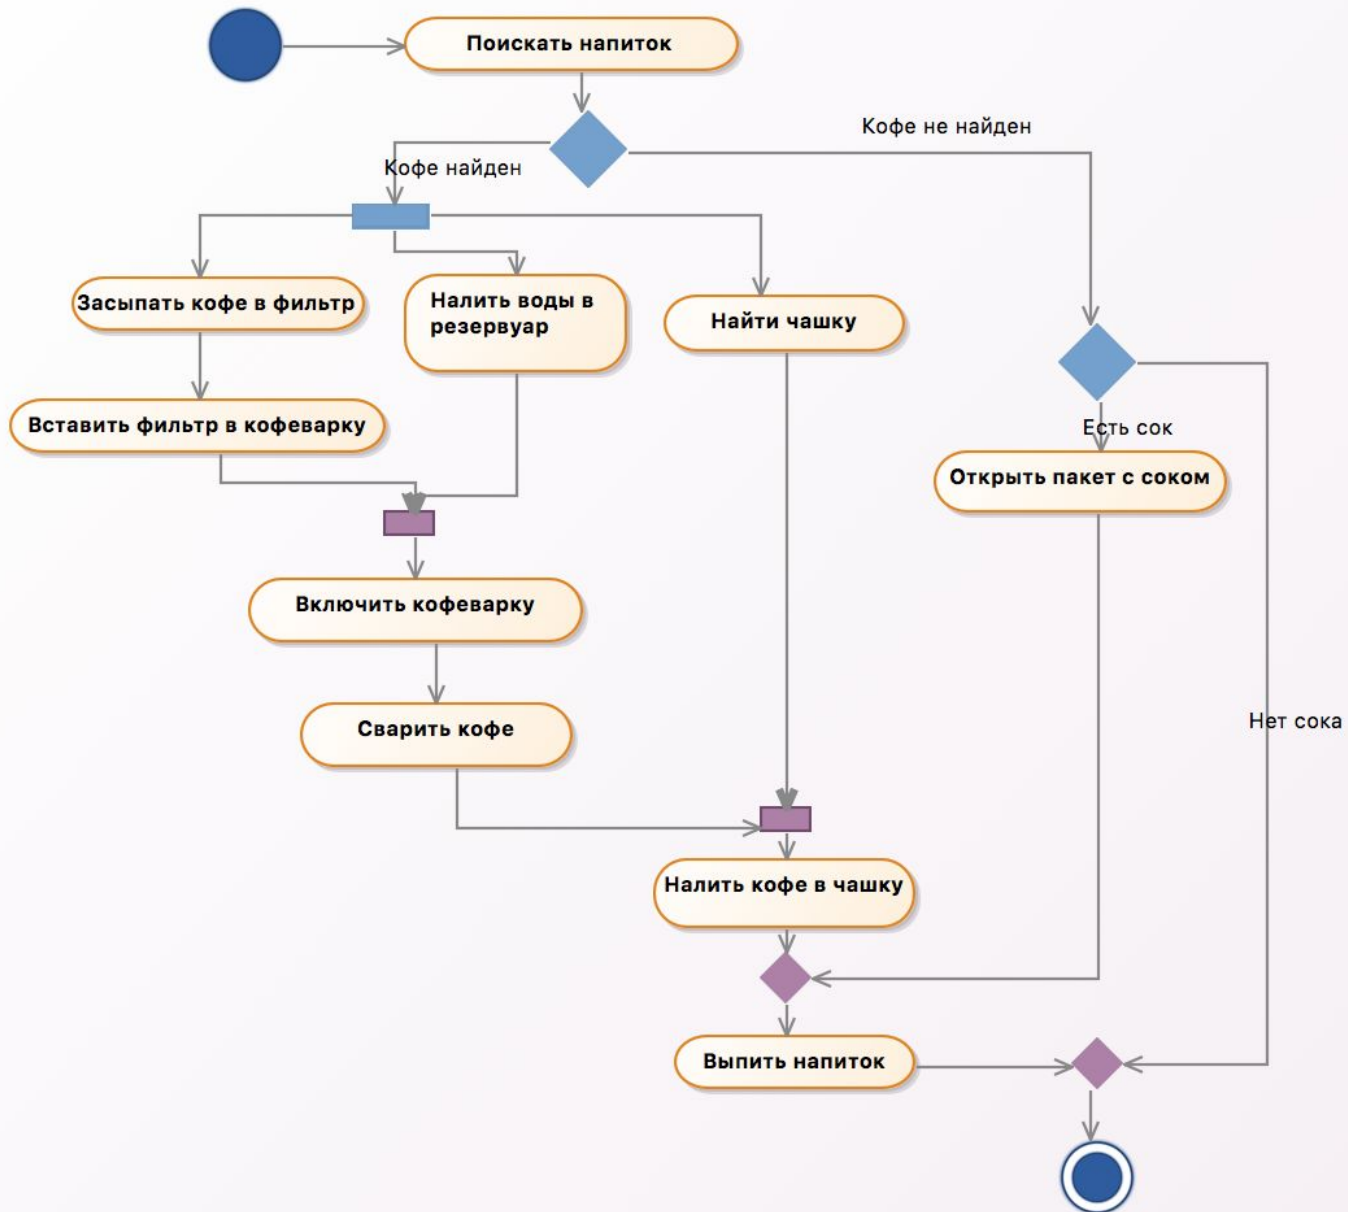 Поискать напиток
Кофе не найден
Кофе найден
Засыпать кофе в фильтр
Налить воды в
резервуар
Найти чашку
Вставить фильтр в кофеварку
Есть сок
Открыть пакет с соком
Включить кофеварку
Сварить кофе
Нет сока
Налить кофе в чашку
Выпить напиток